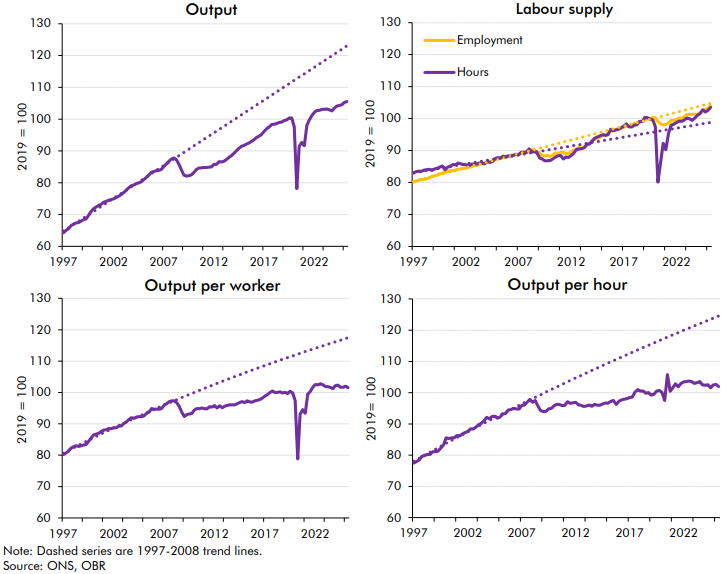 Output
130
120
110
100
90
80
70
60
2019 = 100
1997 2002 2007 2012 2017 2022
Labour supply
Employment
Hours
130
120
110
100
90
80
70
60
2019 = 100
1997 2002 2007 2012 2017 2022
Output per worker
130
120
110
100
90
80
70
60
2019 = 100
1997 2002 2007 2012 2017 2022
Output per hour
130
120
110
100
90
80
70
60
2019= 100
1997 2002 2007 2012 2017 2022
Note: Dashed series are 1997-2008 trend lines.
Source: ONS, OBR